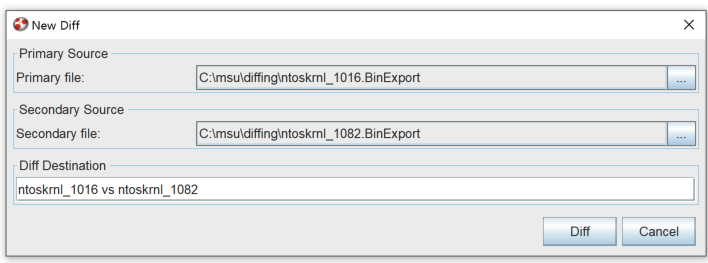 New Diff
Primary Source
Primary file: C:\msu\diffing\ntoskrnl_1016.BinExport ...
Secondary Source
Secondary file: C:\msu\diffing\ntoskrnl_1082.BinExport ...
Diff Destination
ntoskrnl_1016 vs ntoskrnl_1082
Diff Cancel